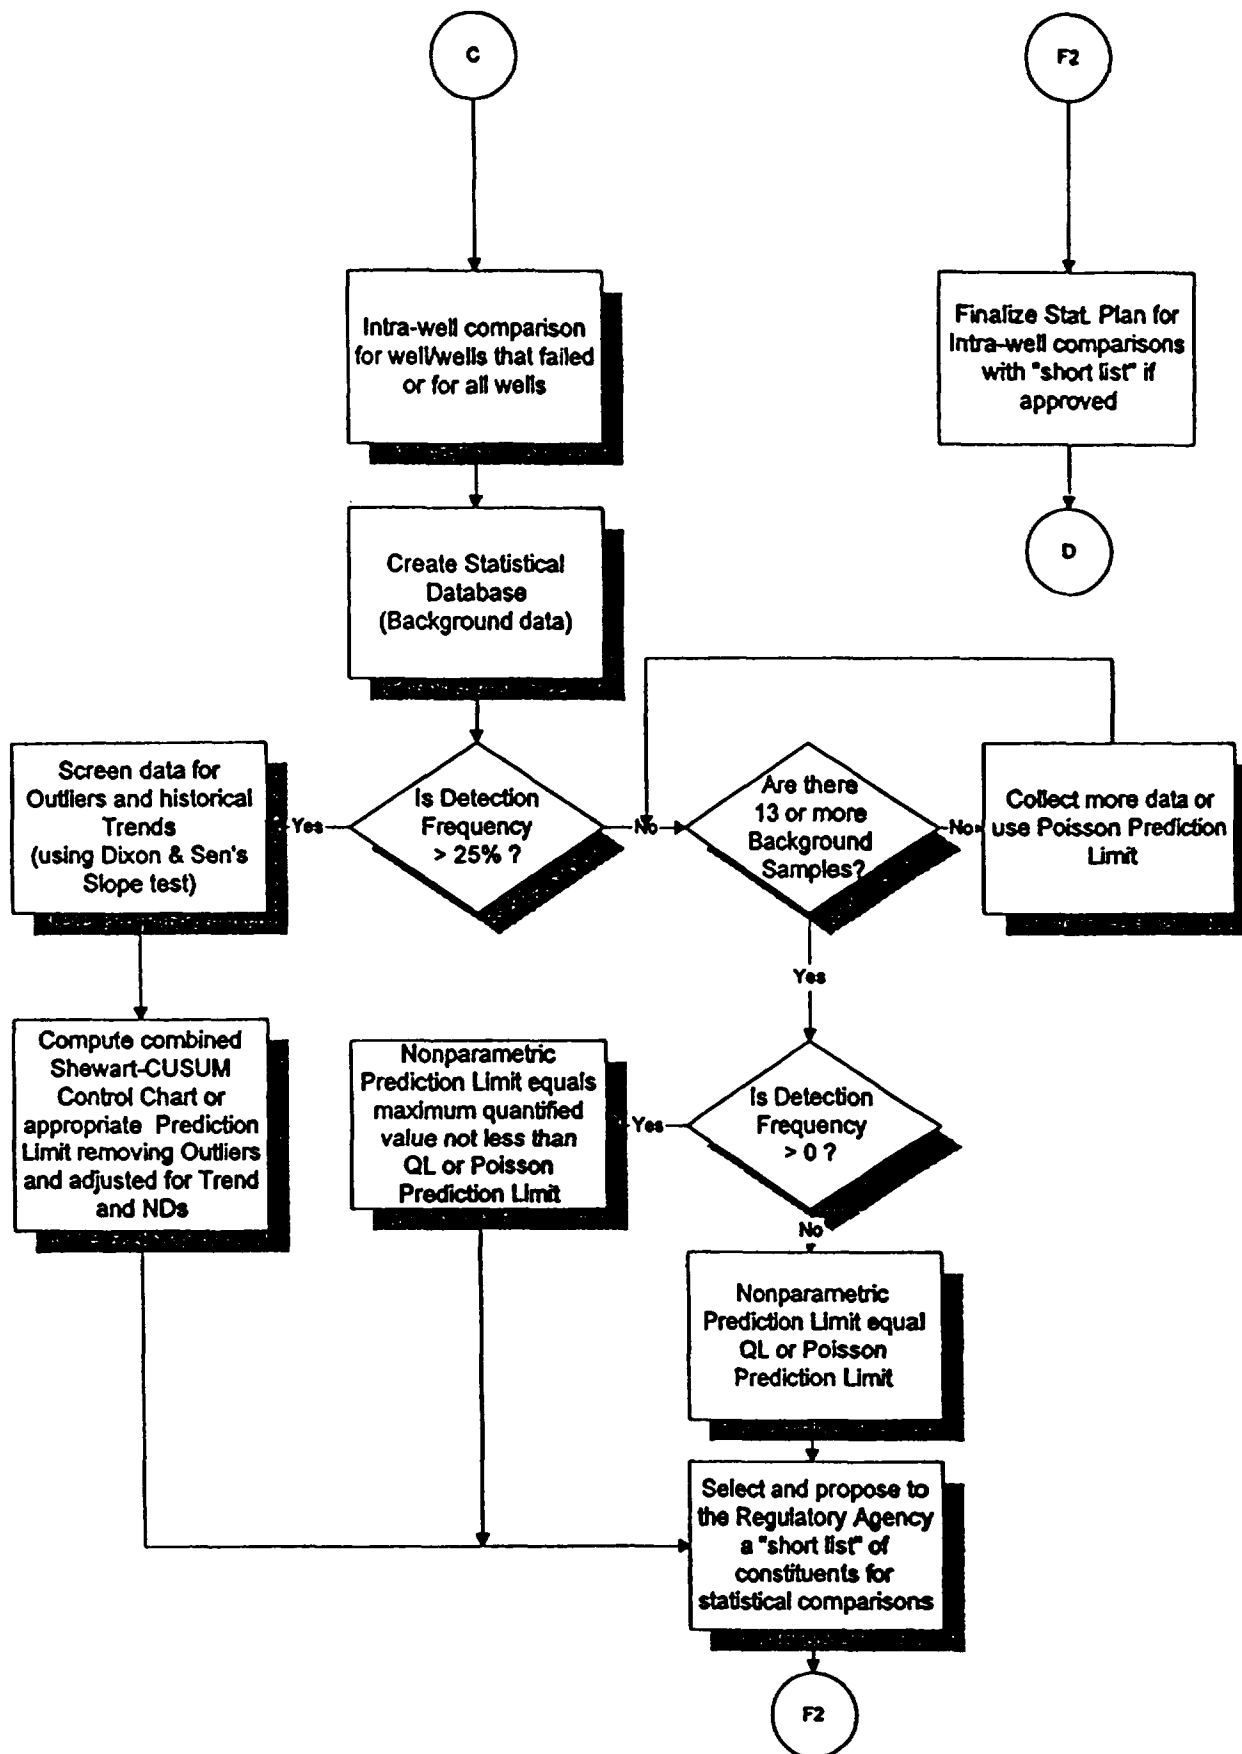 C
F2
Intra-well comparison
for well/wells that failed
or for all wells
Finalize Stat. Plan for
Intra-well comparisons
with "short list" if
approved
Create Statistical
Database
(Background data)
D
Screen data for
Outliers and historical
Trends
(using Dixon & Sen's
Slope test)
Yes
Is Detection
Frequency
> 25% ?
No
Are there
13 or more
Background
Samples?
No
Collect more data or
use Poisson Prediction
Limit
Yes
Compute combined
Shewart-CUSUM
Control Chart or
appropriate Prediction
Limit removing Outliers
and adjusted for Trend
and NDs
Nonparametric
Prediction Limit equals
maximum quantified
value not less than
QL or Poisson
Prediction Limit
Yes
Is Detection
Frequency
> 0 ?
No
Nonparametric
Prediction Limit equal
QL or Poisson
Prediction Limit
Select and propose to
the Regulatory Agency
a "short list" of
constituents for
statistical comparisons
F2